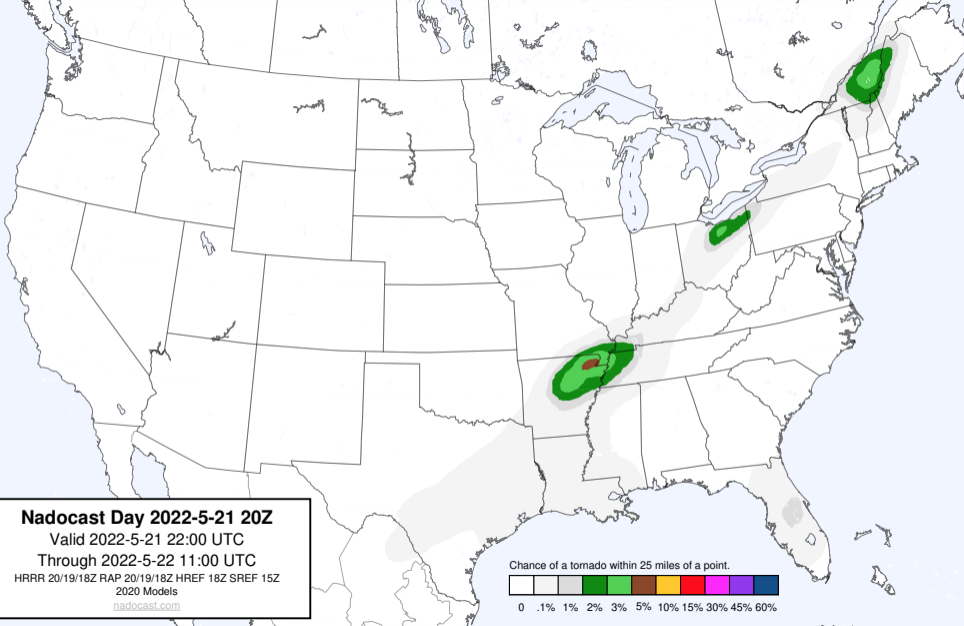 Nadocast Day 2022-5-21 20Z
Valid 2022-5-21 22:00 UTC
Through 2022-5-22 11:00 UTC
HRRR 20/19/18Z RAP 20/19/18Z HREF 18Z SREF 15Z
2020 Models
nadocast.com
Chance of a tornado within 25 miles of a point.
0 .1% 1% 2% 3% 5% 10% 15% 30% 45% 60%